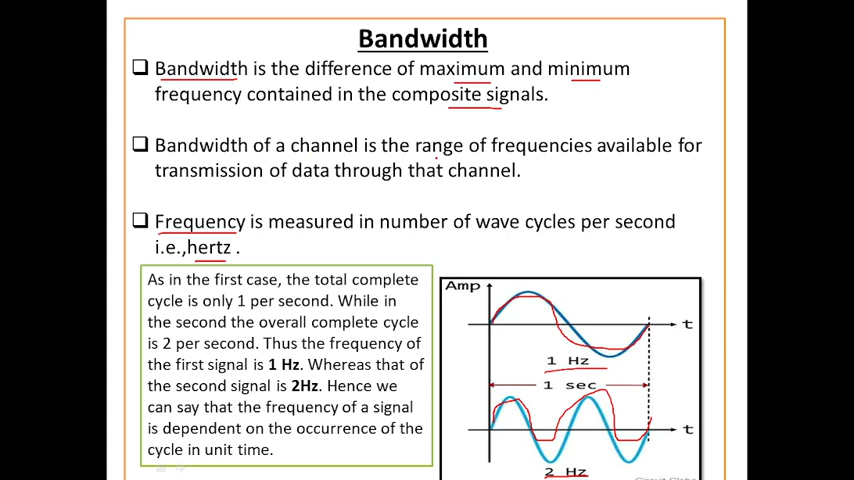 Bandwidth
❑ Bandwidth is the difference of maximum and minimum
frequency contained in the composite signals.
❑ Bandwidth of a channel is the range of frequencies available for
transmission of data through that channel.
❑ Frequency is measured in number of wave cycles per second
i.e.,hertz .
As in the first case, the total complete
cycle is only 1 per second. While in
the second the overall complete cycle
is 2 per second. Thus the frequency of
the first signal is 1 Hz. Whereas that of
the second signal is 2Hz. Hence we
can say that the frequency of a signal
is dependent on the occurrence of the
cycle in unit time.
Amp
t
1 Hz
1 sec
t
2 Hz